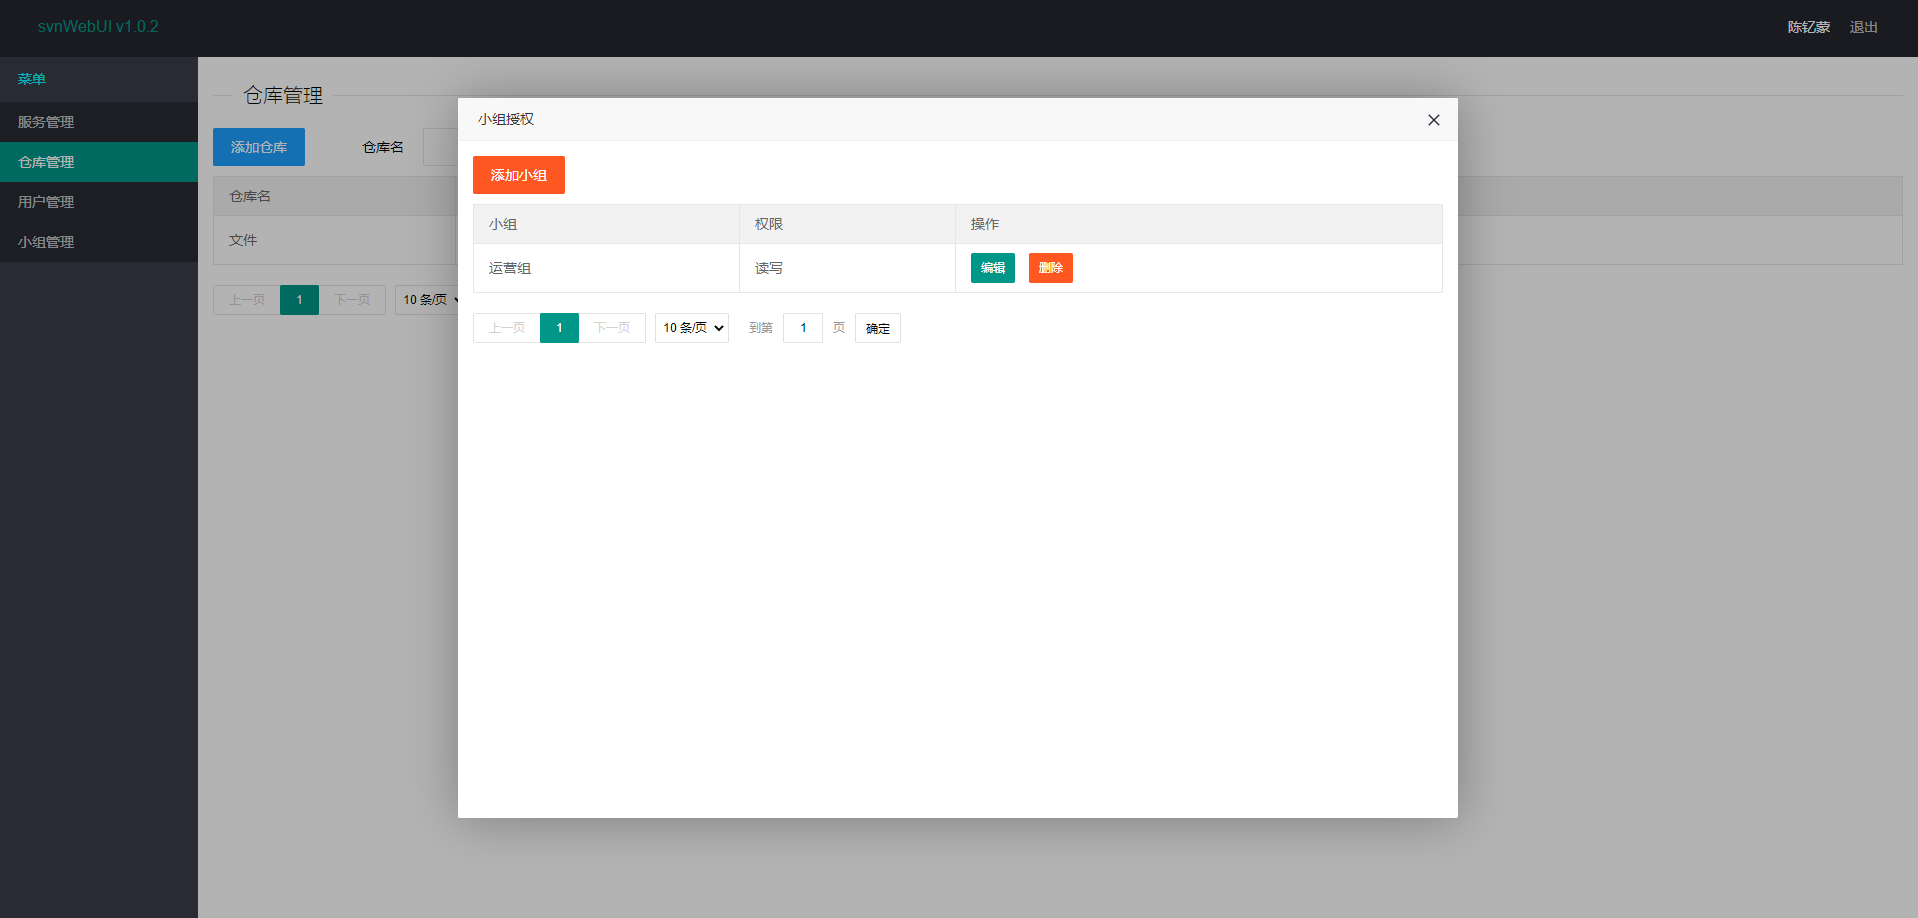 svnWebUI v1.0.2
陈钇蒙 退出
菜单
服务管理
仓库管理
用户管理
小组管理
仓库管理
添加仓库 仓库名
仓库名
文件
上一页 1 下一页 10 条/页
小组授权
添加小组
小组 权限 操作
运营组 读写 编辑 删除
上一页 1 下一页 10 条/页 到第 1 页 确定